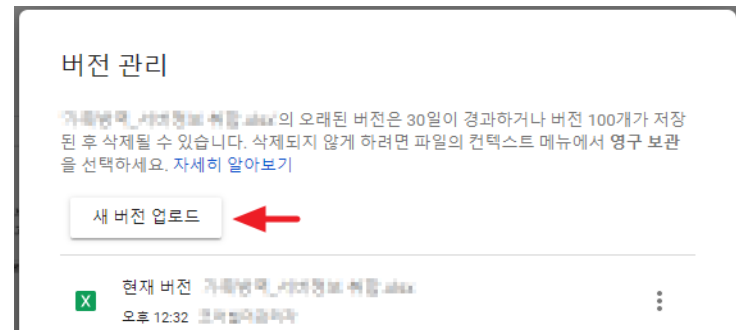 버전 관리
'의 오래된 버전은 30일이 경과하거나 버전 100개가 저장
된 후 삭제될 수 있습니다. 삭제되지 않게 하려면 파일의 컨텍스트 메뉴에서 영구 보관
을 선택하세요. 자세히 알아보기
새 버전 업로드
X
현재 버전
오후 12:32